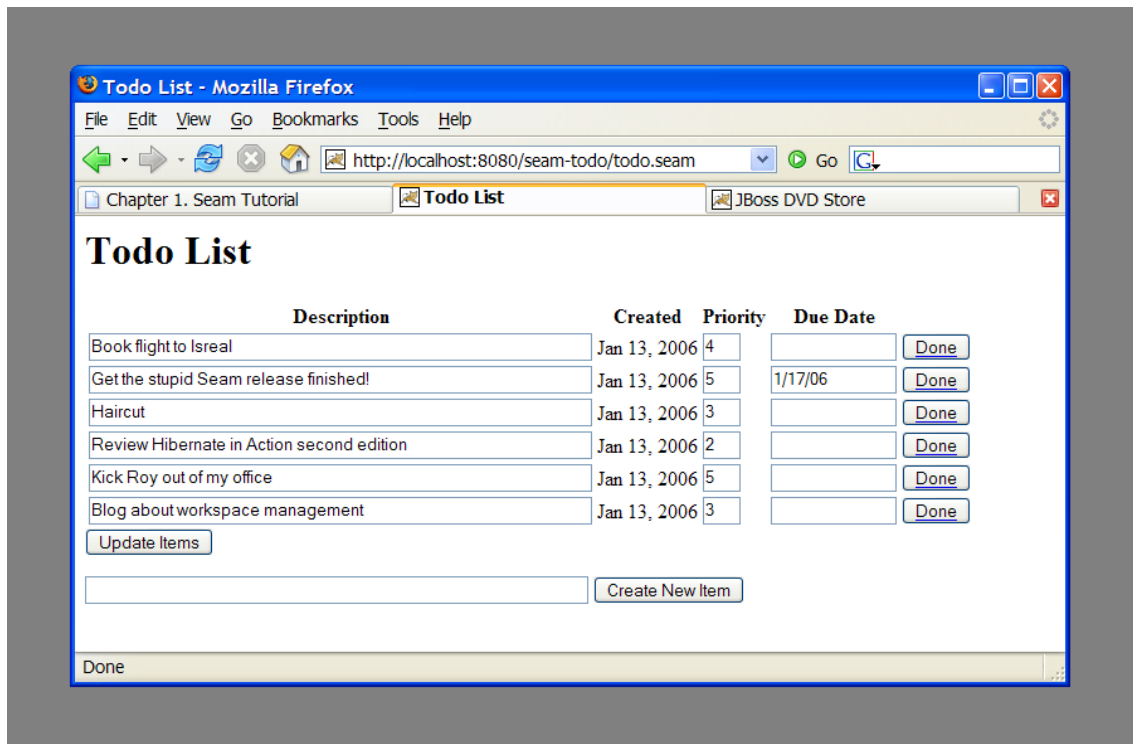 Todo List - Mozilla Firefox
File Edit View Go Bookmarks Tools Help
http://localhost:8080/seam-todo/todo.seam Go G
Chapter 1. Seam Tutorial Todo List JBoss DVD Store
Todo List
Description Created Priority Due Date
Book flight to Isreal Jan 13, 2006 4 Done
Get the stupid Seam release finished! Jan 13, 2006 5 1/17/06 Done
Haircut Jan 13, 2006 3 Done
Review Hibernate in Action second edition Jan 13, 2006 2 Done
Kick Roy out of my office Jan 13, 2006 5 Done
Blog about workspace management Jan 13, 2006 3 Done
Update Items
Create New Item
Done